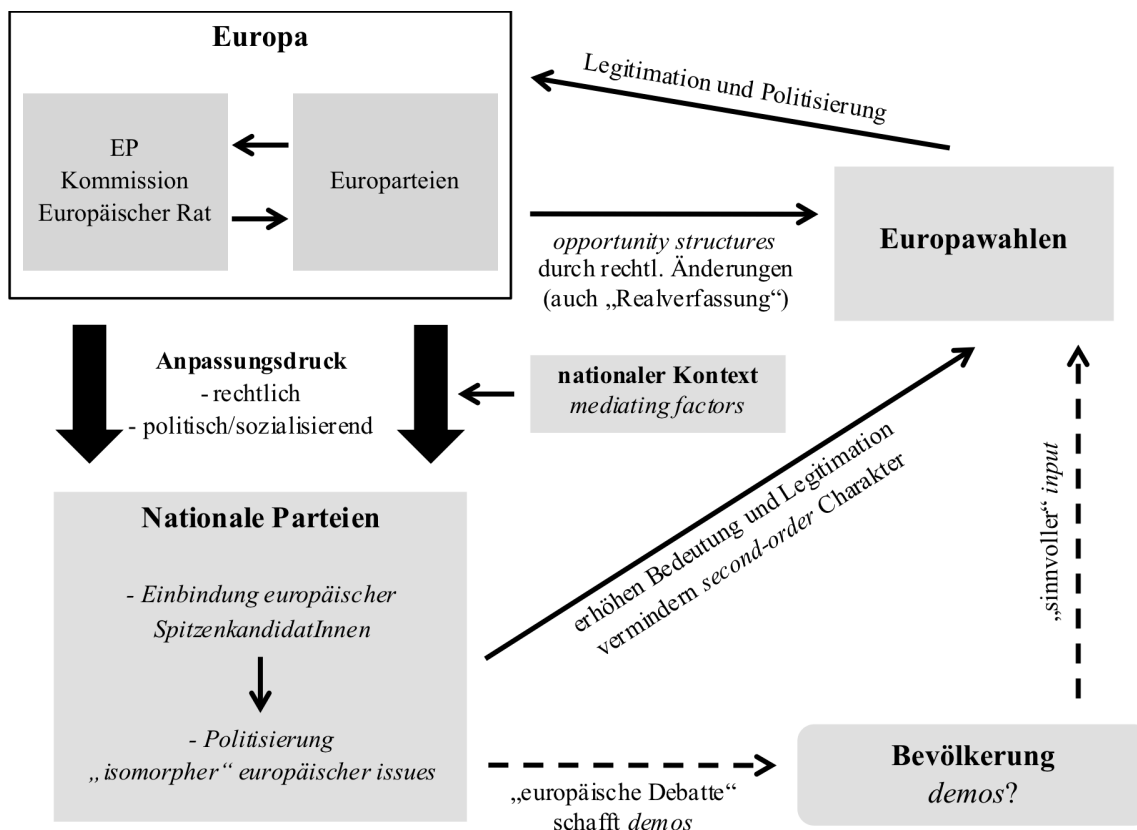 Europa
EP
Kommission
Europäischer Rat
Europarteien
Legitimation und Politisierung
opportunity structures
durch rechtl. Änderungen
(auch „Realverfassung“)
Europawahlen
Anpassungsdruck
- rechtlich
- politisch/sozialisierend
nationaler Kontext
mediating factors
Nationale Parteien
- Einbindung europäischer
SpitzenkandidatInnen
- Politisierung
„isomorpher“ europäischer issues
erhöhen Bedeutung und Legitimation
vermindern second-order Charakter
„sinnvoller“ input
„europäische Debatte“
schafft demos
Bevölkerung
demos?